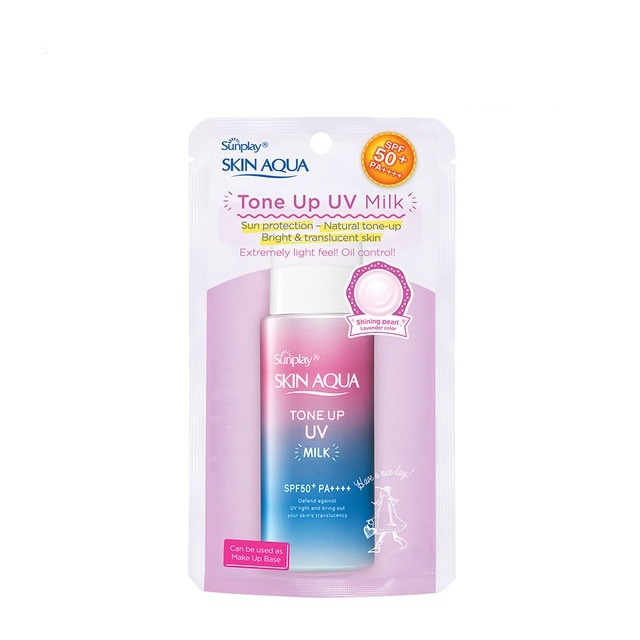 Sunplay®
SKIN AQUA
SPF
50+
PA++++
Tone Up UV Milk
Sun protection – Natural tone-up
Bright & translucent skin
Extremely light feel! Oil control!
Shining pearl
Lavender color
Sunplay®
SKIN AQUA
TONE UP
UV
MILK
SPF50+ PA++++
Defend against
UV light and bring out
your skin's translucency
Have a nice day!
Can be used as
Make Up Base